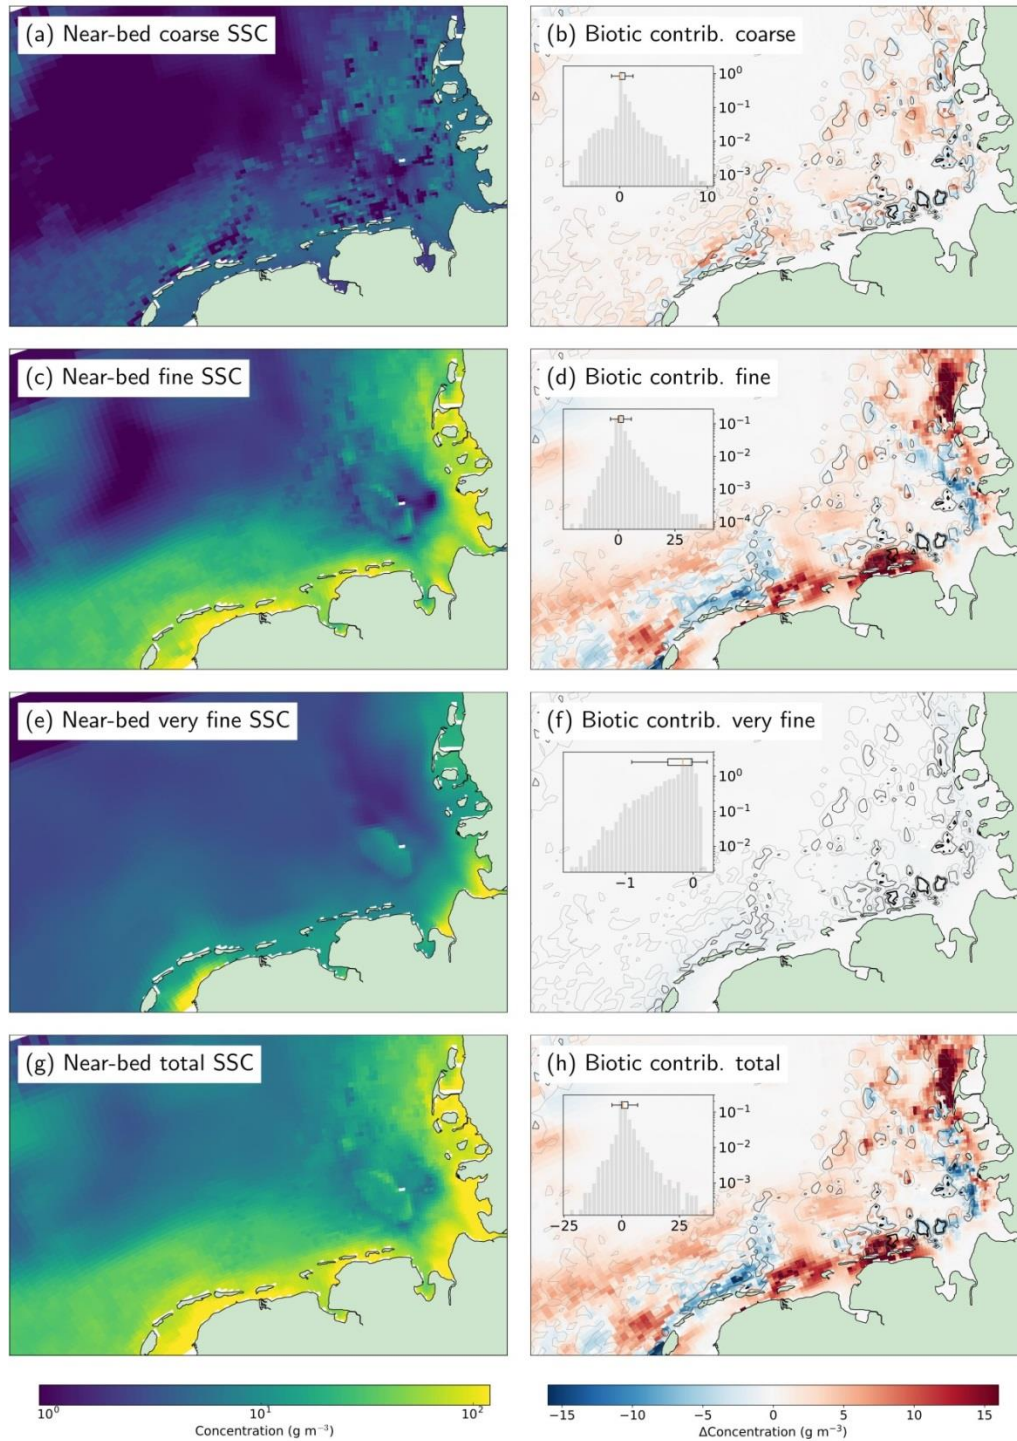 (a) Near-bed coarse SSC
(b) Biotic contrib. coarse
10⁰
10⁻¹
10⁻²
10⁻³
0 10
(c) Near-bed fine SSC
(d) Biotic contrib. fine
10⁻¹
10⁻²
10⁻³
10⁻⁴
0 25
(e) Near-bed very fine SSC
(f) Biotic contrib. very fine
10⁰
10⁻¹
10⁻²
−1 0
(g) Near-bed total SSC
(h) Biotic contrib. total
10⁻¹
10⁻²
10⁻³
−25 0 25
10⁰ 10¹ 10²
Concentration (g m⁻³)
−15 −10 −5 0 5 10 15
ΔConcentration (g m⁻³)